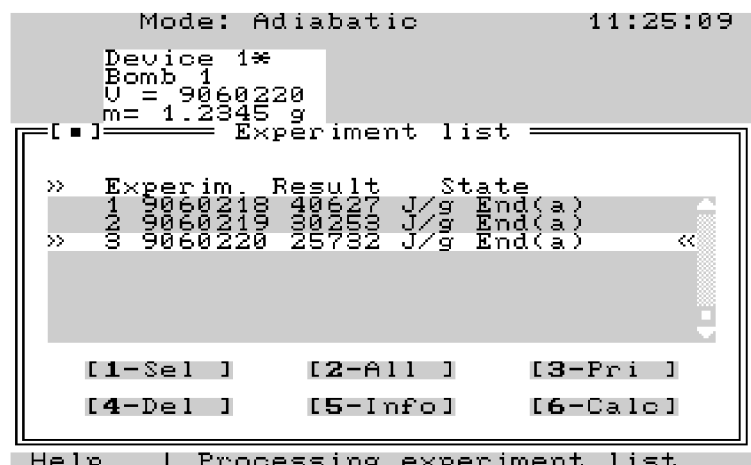 Mode: Adiabatic 11:25:09
Device 1*
Bomb 1
V = 9060220
m= 1.2345 g
[■] Experiment list
» Experim. Result State
1 9060218 40627 J/g End(a)
2 9060219 30253 J/g End(a)
» 3 9060220 25732 J/g End(a) «
[1-Sel ] [2-All ] [3-Pri ]
[4-Del ] [5-Info] [6-Calc]
Help | Processing experiment list